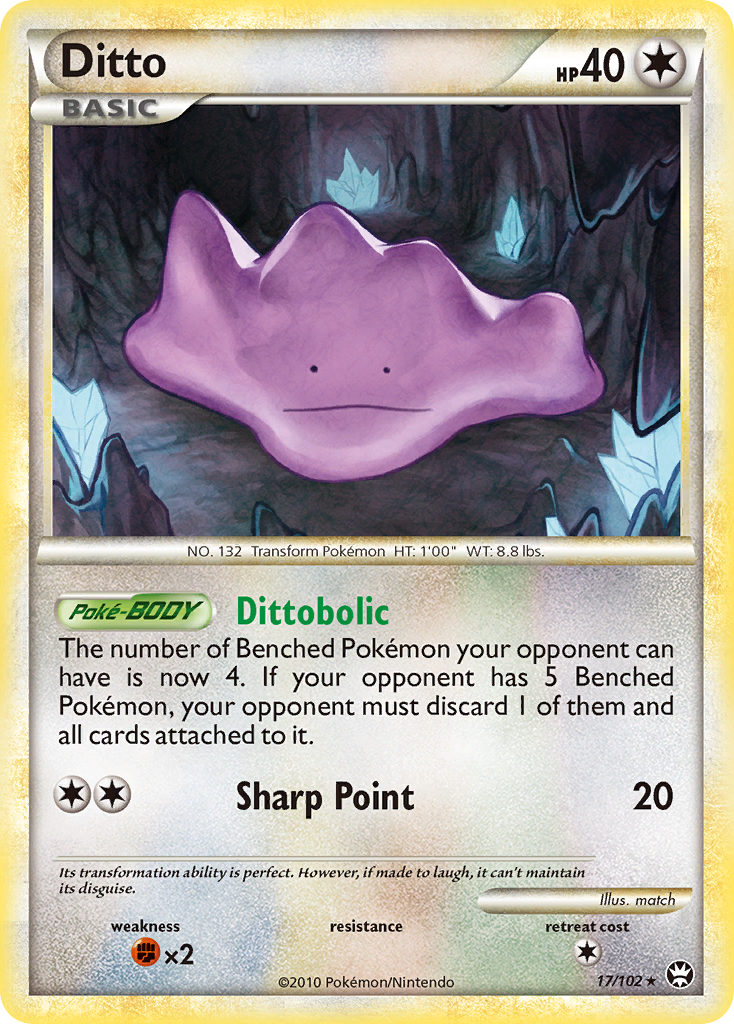 Ditto
HP40
BASIC
NO. 132 Transform Pokémon HT: 1'00" WT: 8.8 lbs.
Poké-BODY Dittobolic
The number of Benched Pokémon your opponent can
have is now 4. If your opponent has 5 Benched
Pokémon, your opponent must discard 1 of them and
all cards attached to it.
Sharp Point 20
Its transformation ability is perfect. However, if made to laugh, it can't maintain
its disguise.
Illus. match
weakness resistance retreat cost
×2
©2010 Pokémon/Nintendo 17/102 ★